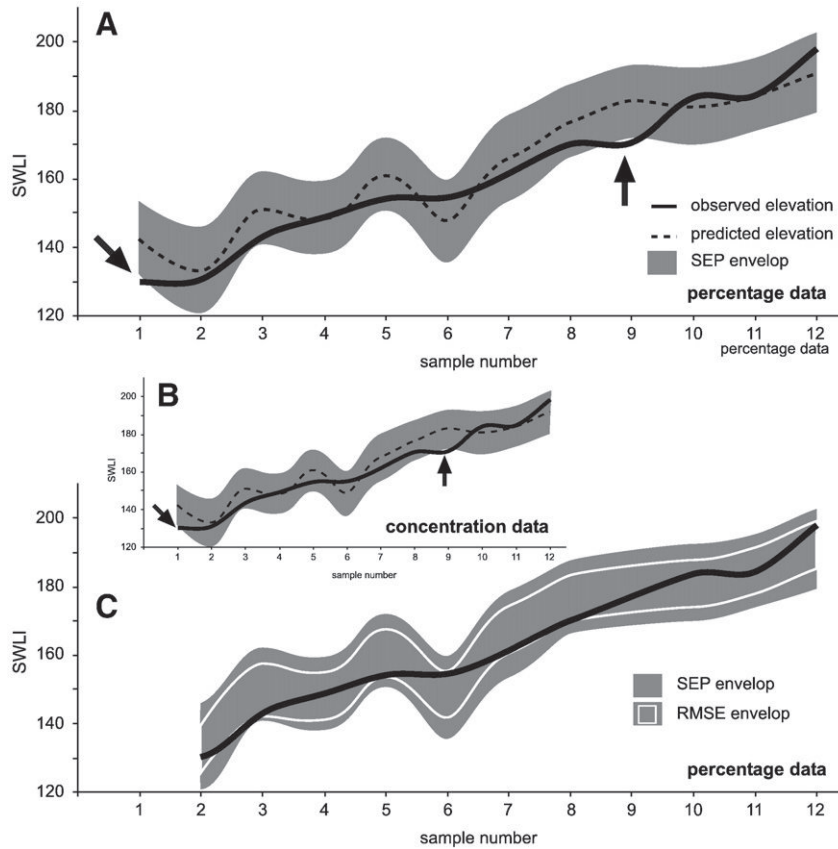 A
200
180
160
140
120
SWLI
observed elevation
predicted elevation
SEP envelop
percentage data
1 2 3 4 5 6 7 8 9 10 11 12
sample number
percentage data
B
200
190
180
170
160
150
140
130
120
SWLI
concentration data
1 2 3 4 5 6 7 8 9 10 11 12
sample number
C
200
180
160
140
120
SWLI
SEP envelop
RMSE envelop
percentage data
1 2 3 4 5 6 7 8 9 10 11 12
sample number